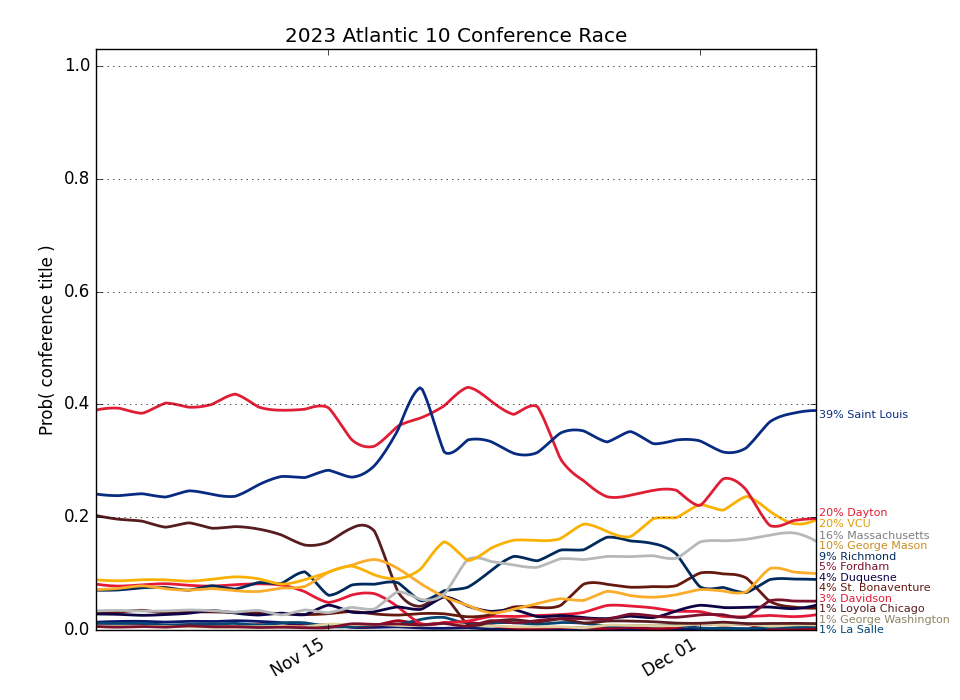 2023 Atlantic 10 Conference Race
Prob( conference title )
1.0
0.8
0.6
0.4
0.2
0.0
Nov 15
Dec 01
39% Saint Louis
20% Dayton
20% VCU
16% Massachusetts
10% George Mason
9% Richmond
5% Fordham
4% Duquesne
4% St. Bonaventure
3% Davidson
1% Loyola Chicago
1% George Washington
1% La Salle